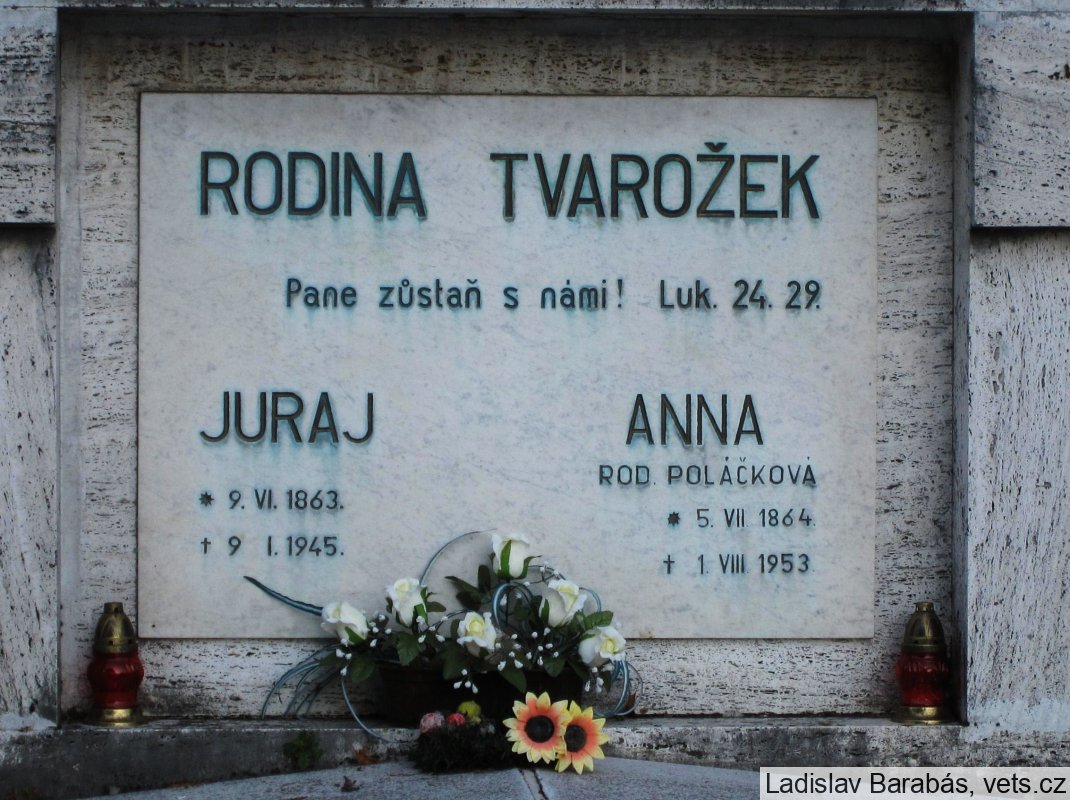 RODINA TVAROŽEK
Pane zůstaň s námi! Luk. 24. 29.
JURAJ
* 9. VI. 1863.
† 9 I. 1945.
ANNA
ROD. POLÁČKOVÁ
* 5. VII 1864.
† 1. VIII 1953.
Ladislav Barabás, vets.cz